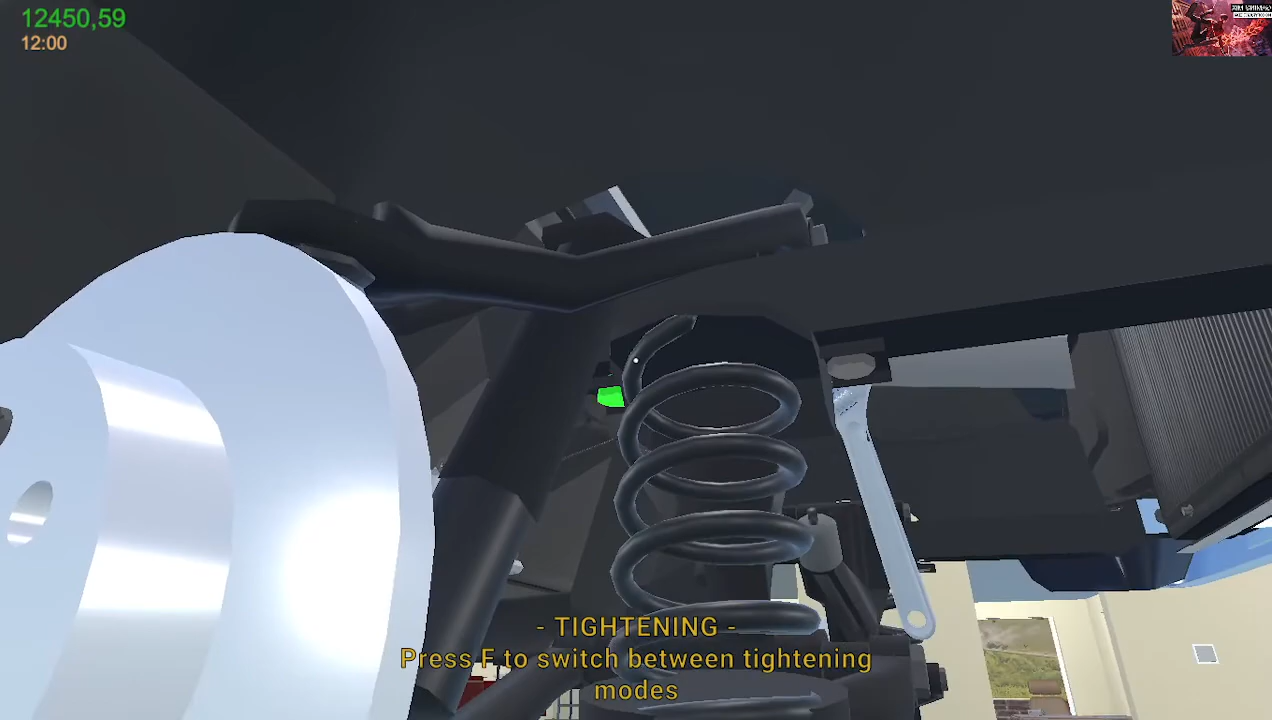 12450,59
12:00
- TIGHTENING -
Press F to switch between tightening
modes